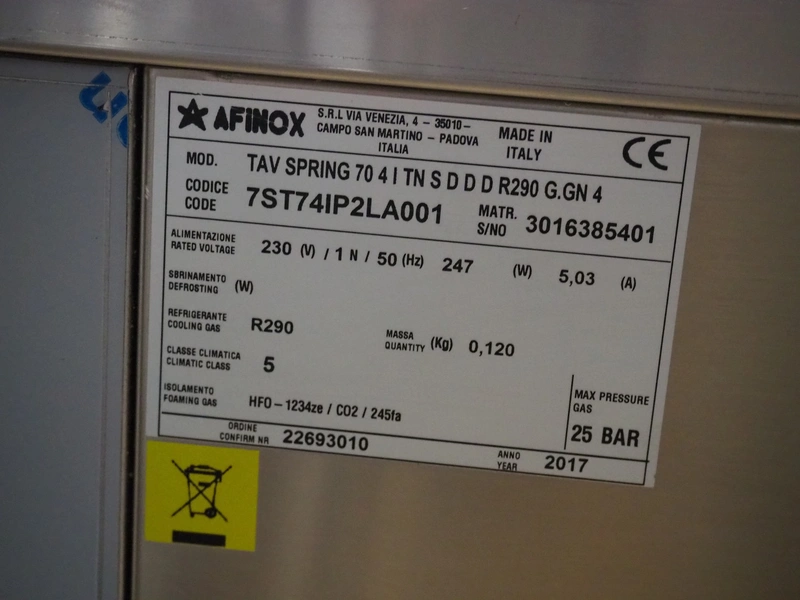 AFINOX
S.R.L VIA VENEZIA, 4 – 35010 –
CAMPO SAN MARTINO – PADOVA
ITALIA
MADE IN
ITALY
CE
MOD. TAV SPRING 70 4 I TN S D D D R290 G.GN 4
CODICE
CODE
7ST74IP2LA001
MATR.
S/NO
3016385401
ALIMENTAZIONE
RATED VOLTAGE
230 (V) / 1 N / 50 (Hz) 247 (W) 5,03 (A)
SBRINAMENTO
DEFROSTING (W)
REFRIGERANTE
COOLING GAS
R290
MASSA
QUANTITY (Kg) 0,120
CLASSE CLIMATICA
CLIMATIC CLASS
5
ISOLAMENTO
FOAMING GAS
HFO – 1234ze / CO2 / 245fa
MAX PRESSURE
GAS
25 BAR
ORDINE
CONFIRM NR
22693010
ANNO
YEAR
2017